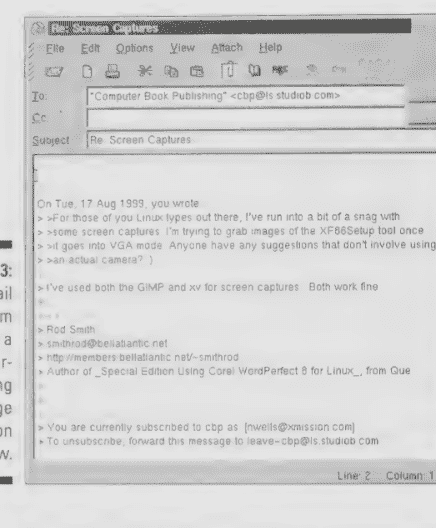 Re: Screen Captures
File Edit Options View Attach Help
To: "Computer Book Publishing" <cbp@ls.studiob.com>
Cc:
Subject: Re: Screen Captures
On Tue, 17 Aug 1999, you wrote:
> >For those of you Linux types out there, I've run into a bit of a snag with
> >some screen captures. I'm trying to grab images of the XF86Setup tool once
> >it goes into VGA mode. Anyone have any suggestions that don't involve using
> >an actual camera? :)
>
> I've used both the GIMP and xv for screen captures. Both work fine
> Rod Smith
> smithrod@bellatlantic.net
> http://members.bellatlantic.net/~smithrod
> Author of _Special Edition Using Corel WordPerfect 8 for Linux_, from Que
> You are currently subscribed to cbp as: [nwells@xmission.com]
> To unsubscribe, forward this message to leave-cbp@ls.studiob.com
Line: 2 Column: 1
3:
ail
m
a
r-
ng
ge
on
w.